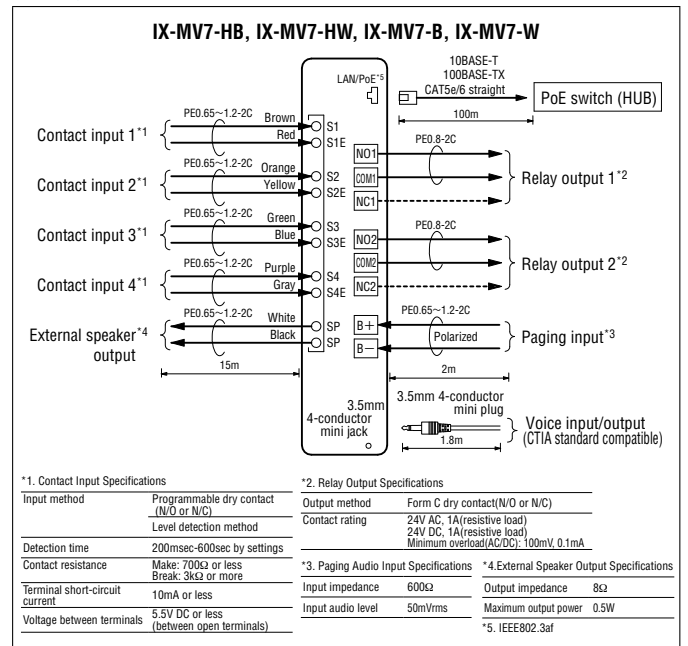 IX-MV7-HB, IX-MV7-HW, IX-MV7-B, IX-MV7-W
LAN/PoE*5
10BASE-T
100BASE-TX
CAT5e/6 straight
PoE switch (HUB)
100m
Contact input 1*1
PE0.65~1.2-2C
Brown
Red
S1
S1E
Contact input 2*1
PE0.65~1.2-2C
Orange
Yellow
S2
S2E
Contact input 3*1
PE0.65~1.2-2C
Green
Blue
S3
S3E
Contact input 4*1
PE0.65~1.2-2C
Purple
Gray
S4
S4E
External speaker*4
output
PE0.65~1.2-2C
White
Black
SP
SP
15m
NO1
COM1
NC1
PE0.8-2C
Relay output 1*2
NO2
COM2
NC2
PE0.8-2C
Relay output 2*2
B+
B−
PE0.65~1.2-2C
Polarized
Paging input*3
2m
3.5mm
4-conductor
mini jack
3.5mm 4-conductor
mini plug
1.8m
Voice input/output
(CTIA standard compatible)
*1. Contact Input Specifications
Input method Programmable dry contact
(N/O or N/C)
Level detection method
Detection time 200msec-600sec by settings
Contact resistance Make: 700Ω or less
Break: 3kΩ or more
Terminal short-circuit
current 10mA or less
Voltage between terminals 5.5V DC or less
(between open terminals)
*2. Relay Output Specifications
Output method Form C dry contact(N/O or N/C)
Contact rating 24V AC, 1A(resistive load)
24V DC, 1A(resistive load)
Minimum overload(AC/DC): 100mV, 0.1mA
*3. Paging Audio Input Specifications
Input impedance 600Ω
Input audio level 50mVrms
*4.External Speaker Output Specifications
Output impedance 8Ω
Maximum output power 0.5W
*5. IEEE802.3af